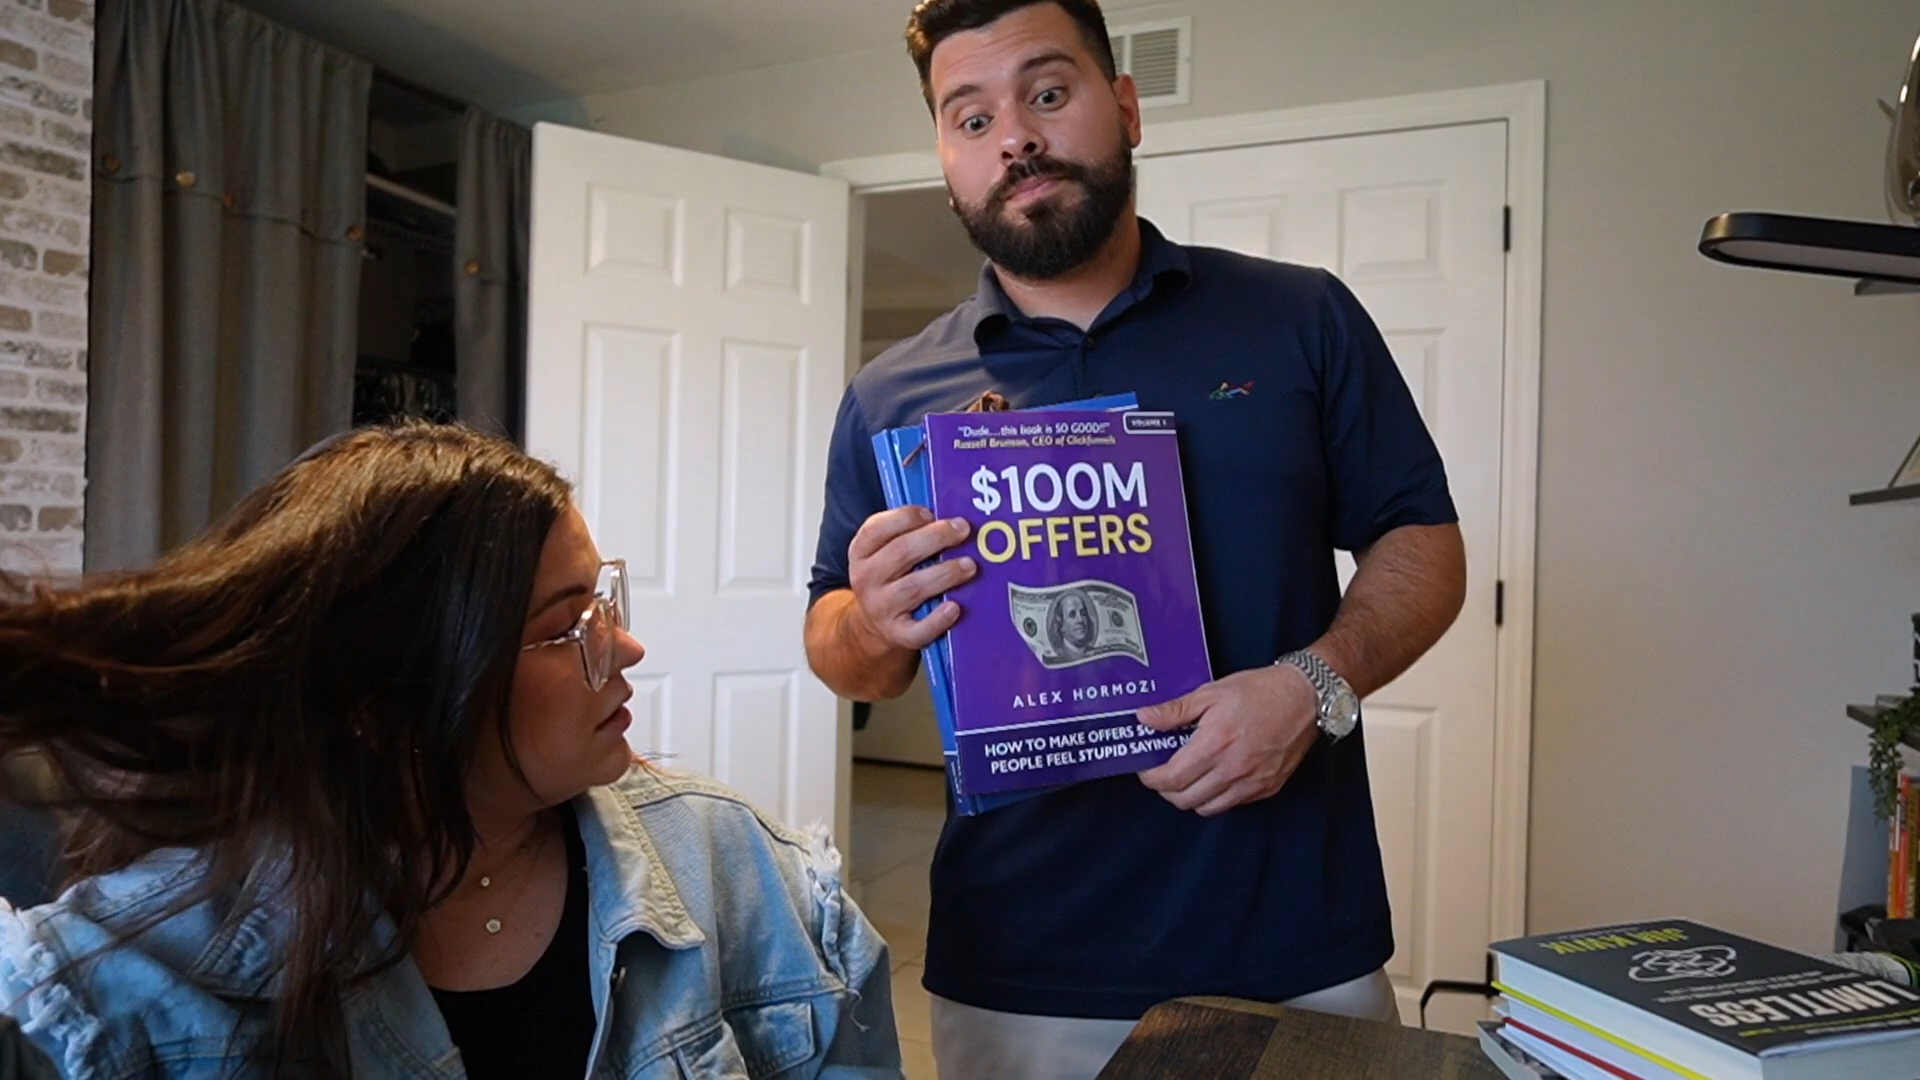 "Dude...this book is SO GOOD!!"
Russell Brunson, CEO of Clickfunnels
VOLUME 1
$100M
OFFERS
ALEX HORMOZI
HOW TO MAKE OFFERS SO
PEOPLE FEEL STUPID SAYING
LIMITLESS
JIM KWIK